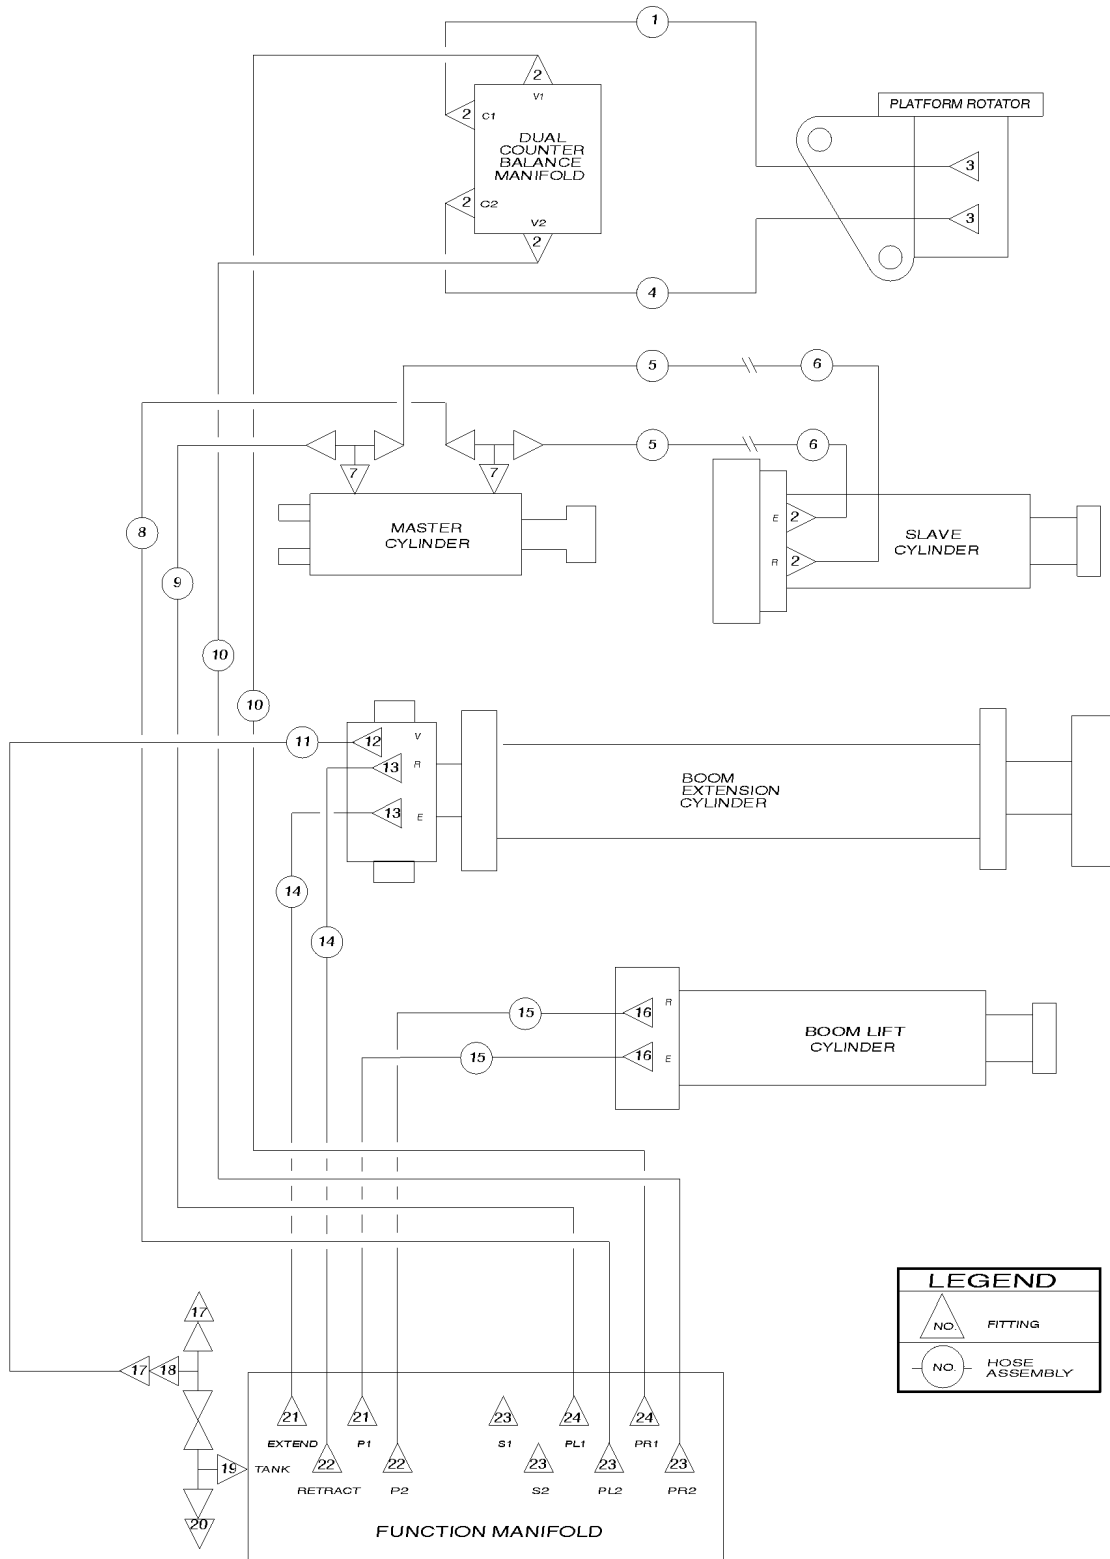 1
2
V1
PLATFORM ROTATOR
2 C1
DUAL
COUNTER
BALANCE
MANIFOLD
3
2 C2
3
V2
2
4
5
6
5
6
7
7
MASTER
CYLINDER
E 2
SLAVE
CYLINDER
R 2
8
9
10
10
11
12 V
13 R
13 E
BOOM
EXTENSION
CYLINDER
14
14
15
16 R
15
16 E
BOOM LIFT
CYLINDER
LEGEND
NO. FITTING
NO. HOSE
ASSEMBLY
17
17 18
21 21 23 24 24
EXTEND P1 S1 PL1 PR1
19 TANK 22 22 23 23 23
RETRACT P2 S2 PL2 PR2
20
FUNCTION MANIFOLD